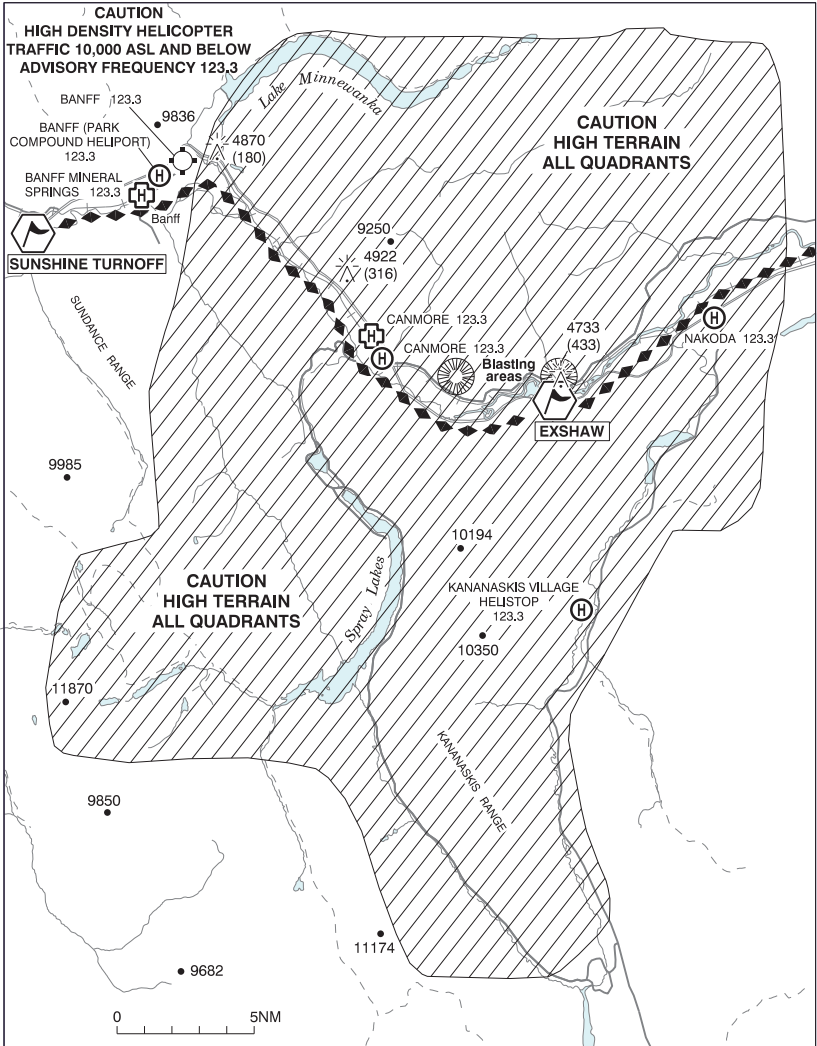 CAUTION
HIGH DENSITY HELICOPTER
TRAFFIC 10,000 ASL AND BELOW
ADVISORY FREQUENCY 123.3
BANFF 123.3
9836
BANFF (PARK
COMPOUND HELIPORT)
123.3
H
BANFF MINERAL
SPRINGS 123.3
H
Banff
4870
(180)
Lake Minnewanka
CAUTION
HIGH TERRAIN
ALL QUADRANTS
SUNSHINE TURNOFF
9250
4922
(316)
SUNDANCE RANGE
H
CANMORE 123.3
H
CANMORE 123.3
Blasting
areas
4733
(433)
H
NAKODA 123.3
EXSHAW
9985
10194
CAUTION
HIGH TERRAIN
ALL QUADRANTS
Spray Lakes
KANANASKIS VILLAGE
HELISTOP
123.3
H
10350
11870
KANANASKIS RANGE
9850
11174
9682
0 5NM